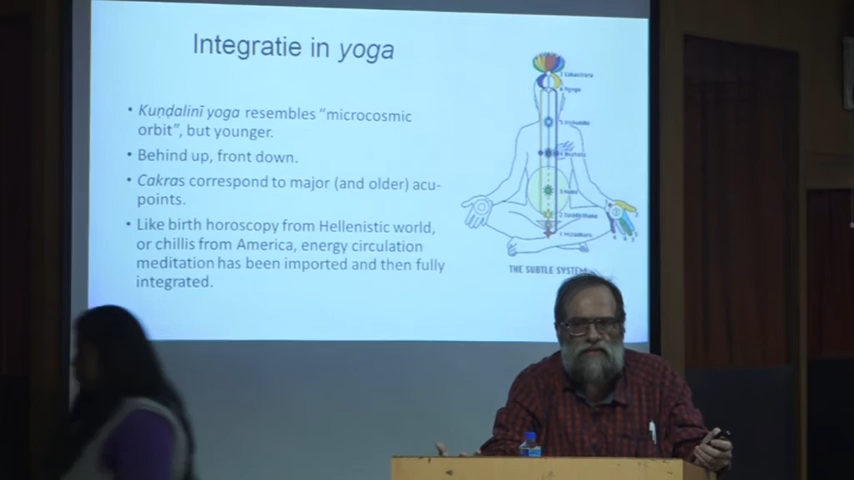 Integratie in yoga
• Kuṇḍalinī yoga resembles "microcosmic
orbit", but younger.
• Behind up, front down.
• Cakras correspond to major (and older) acu-
points.
• Like birth horoscopy from Hellenistic world,
or chillis from America, energy circulation
meditation has been imported and then fully
integrated.
THE SUBTLE SYSTEM